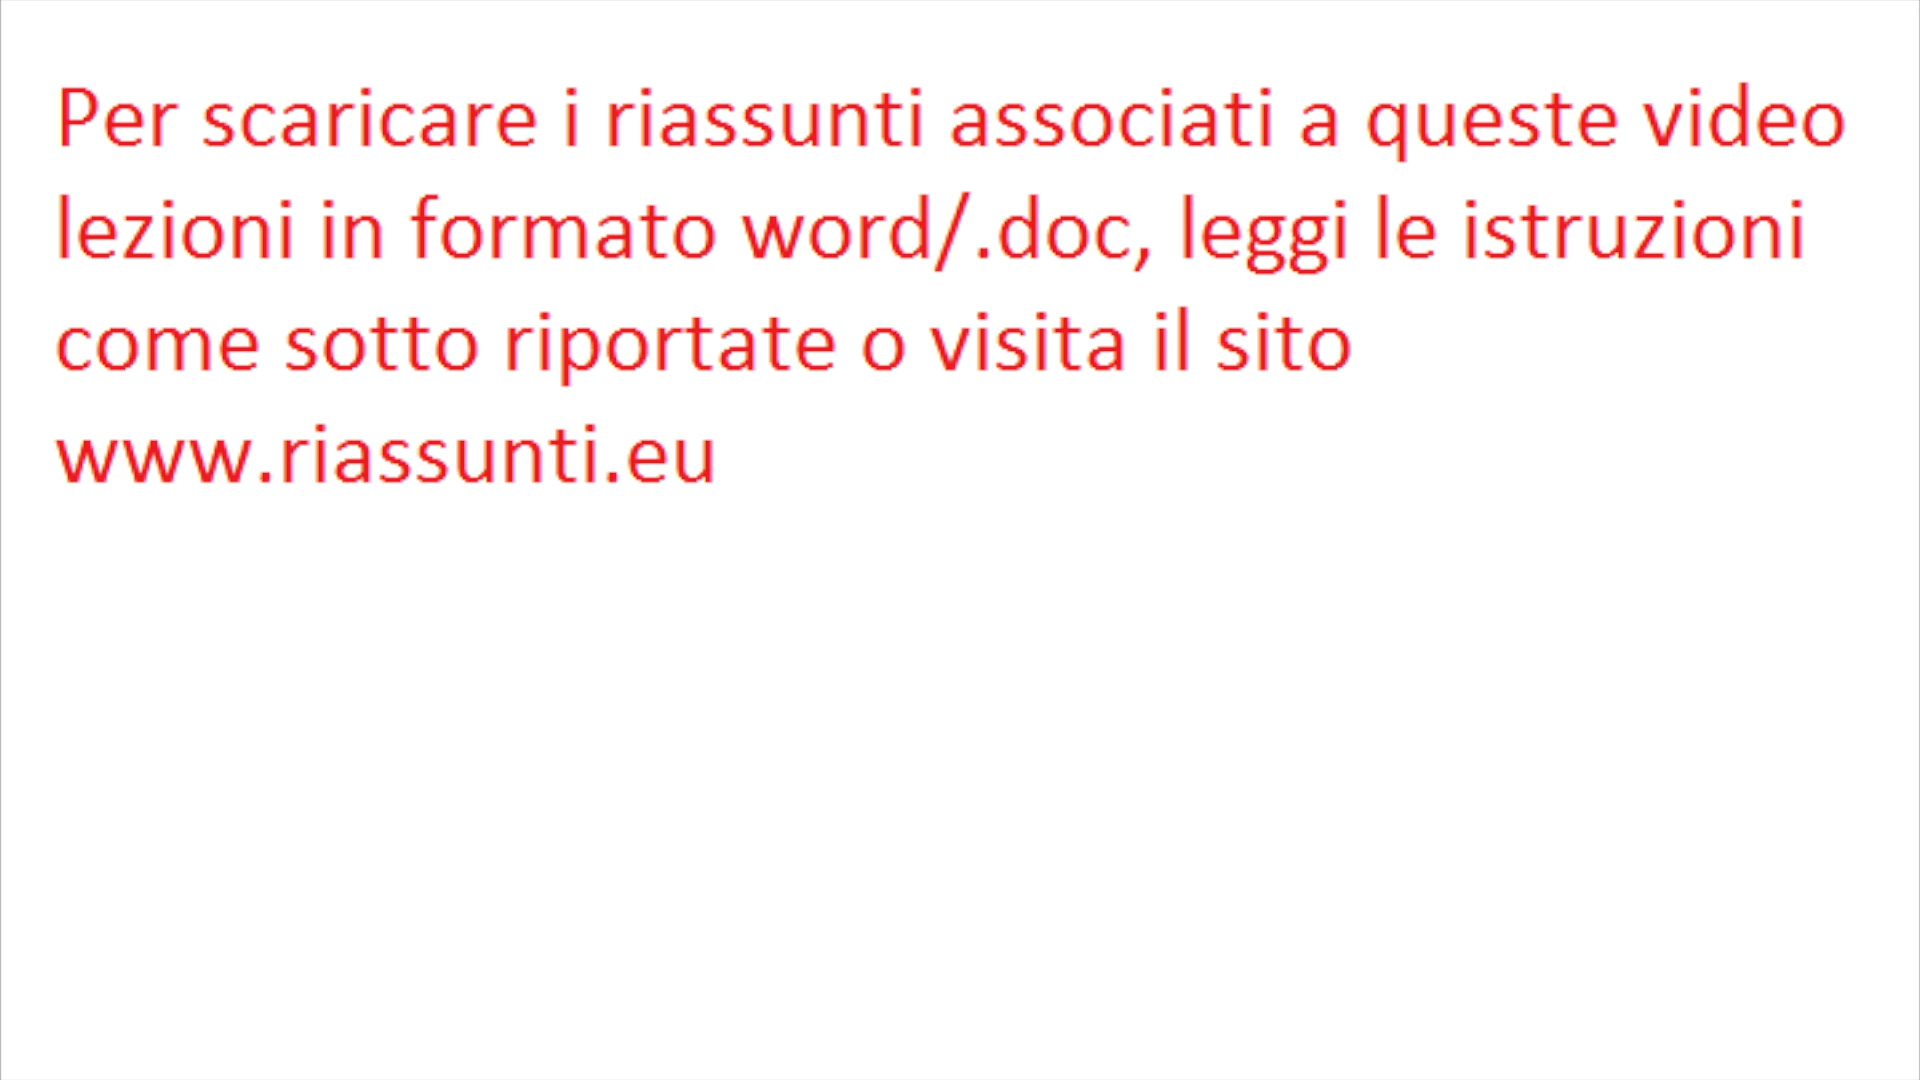 Per scaricare i riassunti associati a queste video
lezioni in formato word/.doc, leggi le istruzioni
come sotto riportate o visita il sito
www.riassunti.eu